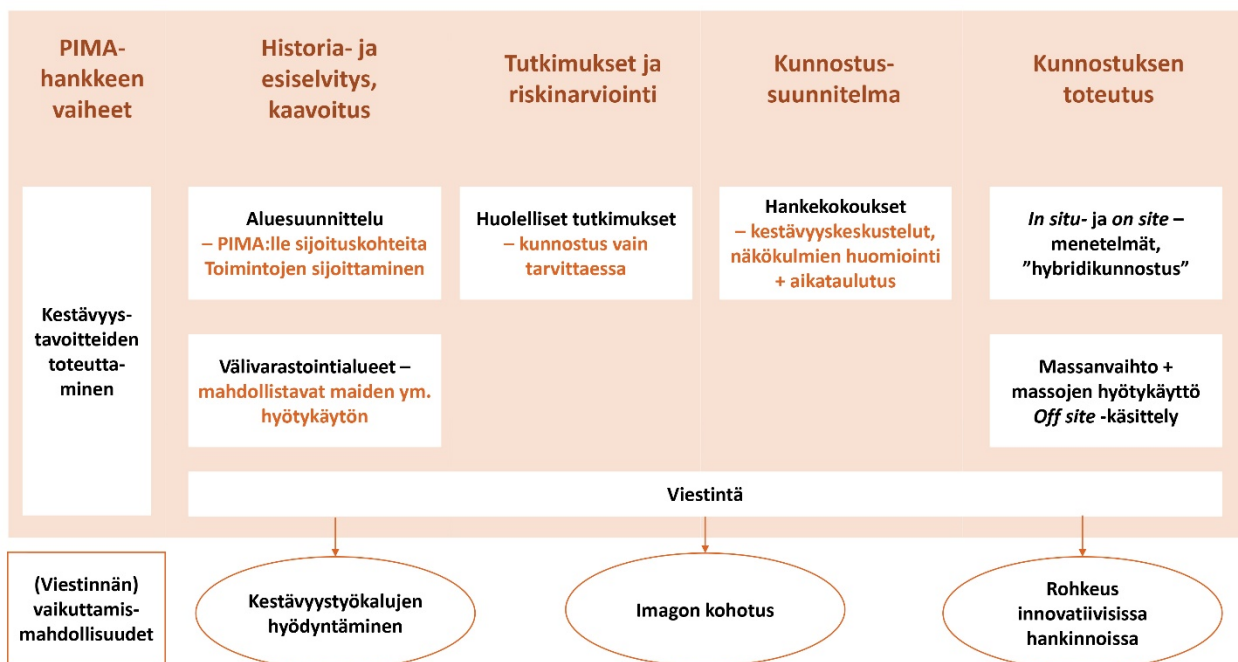 PIMA-
hankkeen
vaiheet
Historia- ja
esiselvitys,
kaavoitus
Tutkimukset ja
riskinarviointi
Kunnostus-
suunnitelma
Kunnostuksen
toteutus
Kestävyys-
tavoitteiden
toteutta-
minen
Aluesuunnittelu
– PIMA:lle sijoituskohteita
Toimintojen sijoittaminen
Huolelliset tutkimukset
– kunnostus vain
tarvittaessa
Hankekokoukset
– kestävyyskeskustelut,
näkökulmien huomiointi
+ aikataulutus
In situ- ja on site –
menetelmät,
”hybridikunnostus”
Välivarastointialueet –
mahdollistavat maiden ym.
hyötykäytön
Massanvaihto +
massojen hyötykäyttö
Off site -käsittely
Viestintä
(Viestinnän)
vaikuttamis-
mahdollisuudet
Kestävyystyökalujen
hyödyntäminen
Imagon kohotus
Rohkeus
innovatiivisissa
hankinnoissa